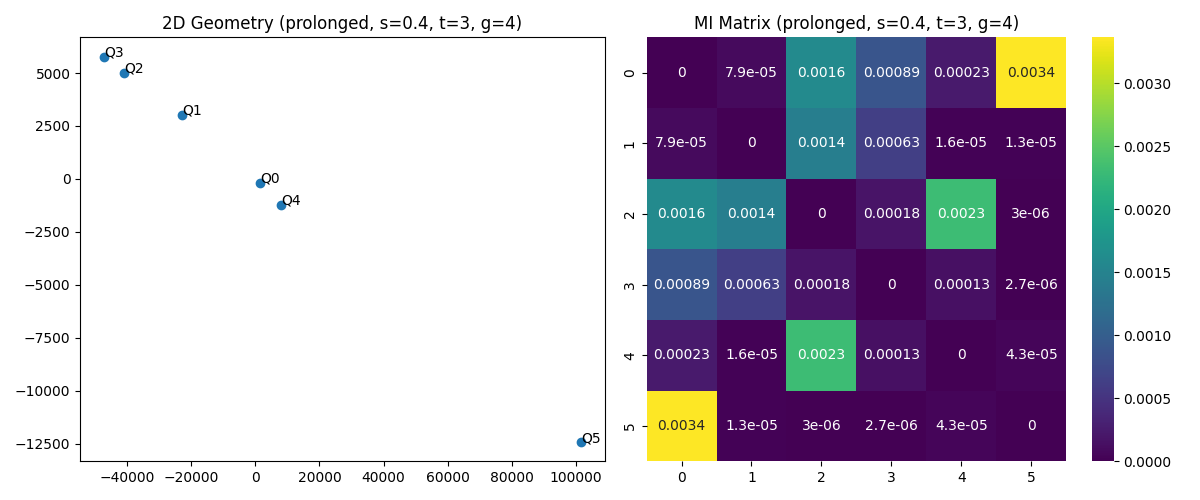 2D Geometry (prolonged, s=0.4, t=3, g=4)
5000
2500
0
−2500
−5000
−7500
−10000
−12500
Q3
Q2
Q1
Q0
Q4
Q5
−40000 −20000 0 20000 40000 60000 80000 100000
MI Matrix (prolonged, s=0.4, t=3, g=4)
0 0 7.9e-05 0.0016 0.00089 0.00023 0.0034
1 7.9e-05 0 0.0014 0.00063 1.6e-05 1.3e-05
2 0.0016 0.0014 0 0.00018 0.0023 3e-06
3 0.00089 0.00063 0.00018 0 0.00013 2.7e-06
4 0.00023 1.6e-05 0.0023 0.00013 0 4.3e-05
5 0.0034 1.3e-05 3e-06 2.7e-06 4.3e-05 0
0 1 2 3 4 5
0.0030
0.0025
0.0020
0.0015
0.0010
0.0005
0.0000